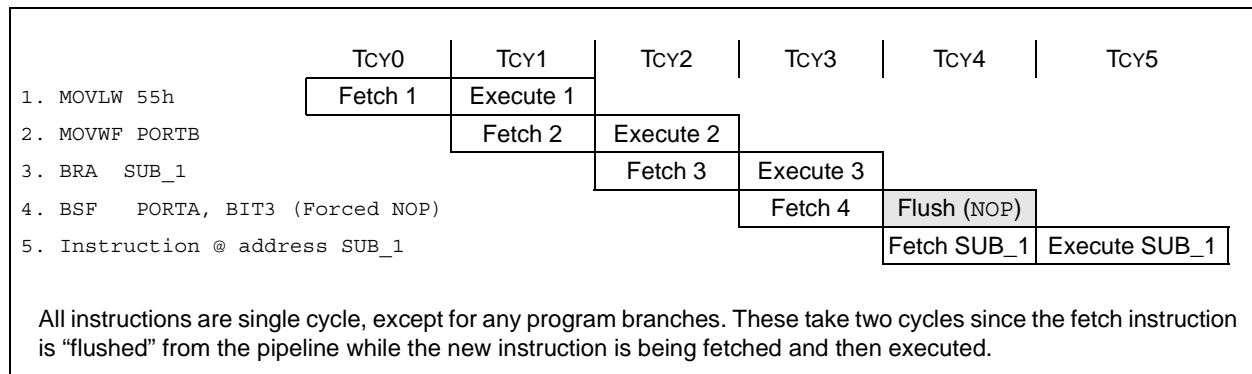 TCY0 TCY1 TCY2 TCY3 TCY4 TCY5
1. MOVLW 55h Fetch 1 Execute 1
2. MOVWF PORTB Fetch 2 Execute 2
3. BRA SUB_1 Fetch 3 Execute 3
4. BSF PORTA, BIT3 (Forced NOP) Fetch 4 Flush (NOP)
5. Instruction @ address SUB_1 Fetch SUB_1 Execute SUB_1
All instructions are single cycle, except for any program branches. These take two cycles since the fetch instruction
is “flushed” from the pipeline while the new instruction is being fetched and then executed.